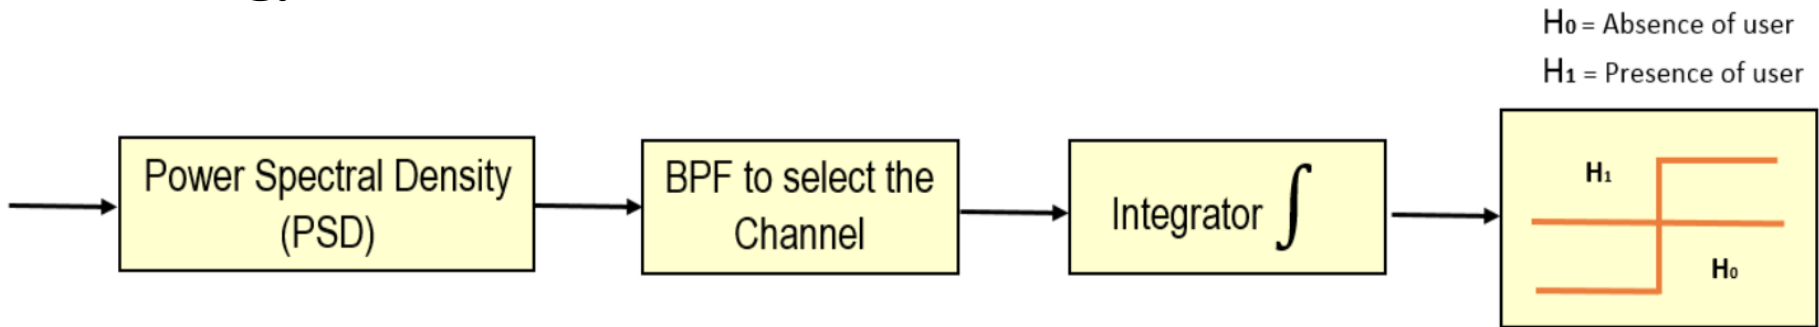 H0 = Absence of user
H1 = Presence of user
Power Spectral Density
(PSD)
BPF to select the
Channel
Integrator ∫
H1
H0